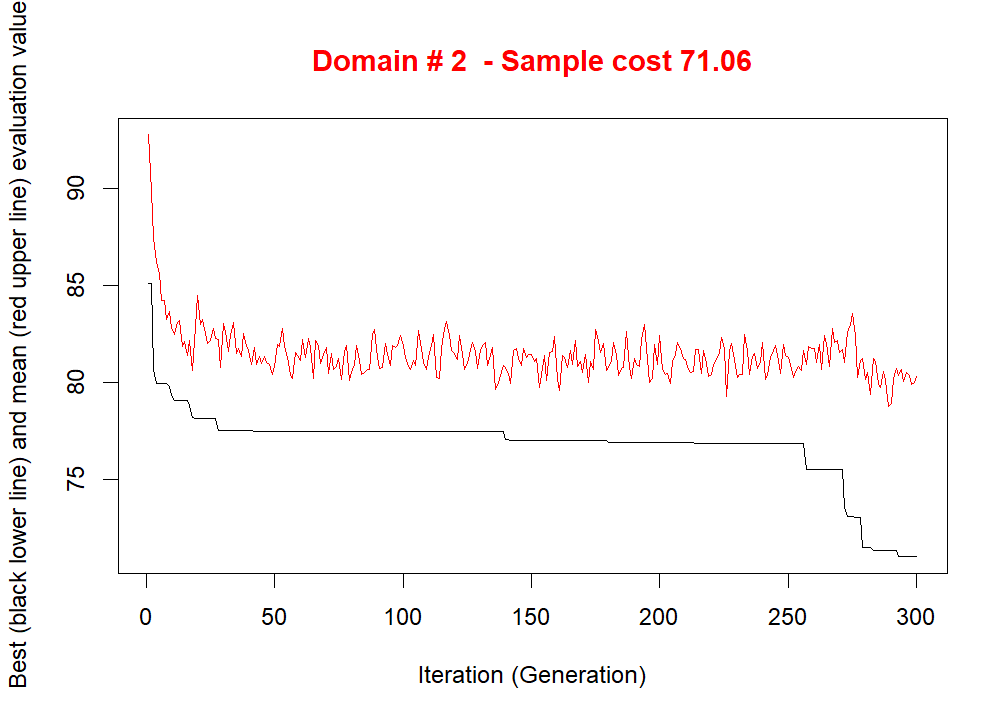 Domain # 2  - Sample cost 71.06
Best (black lower line) and mean (red upper line) evaluation value
90
85
80
75
0 50 100 150 200 250 300
Iteration (Generation)